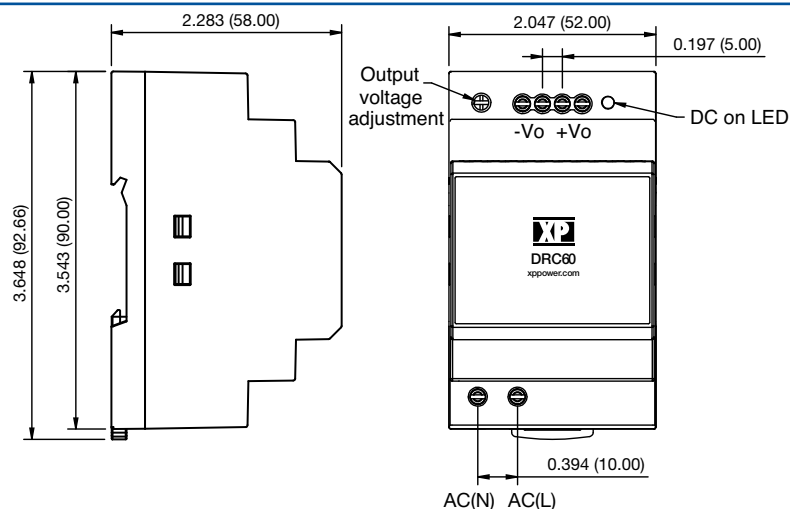 2.283 (58.00)
2.047 (52.00)
0.197 (5.00)
Output
voltage
adjustment
DC on LED
-Vo +Vo
3.648 (92.66)
3.543 (90.00)
XP
DRC60
xppower.com
0.394 (10.00)
AC(N) AC(L)